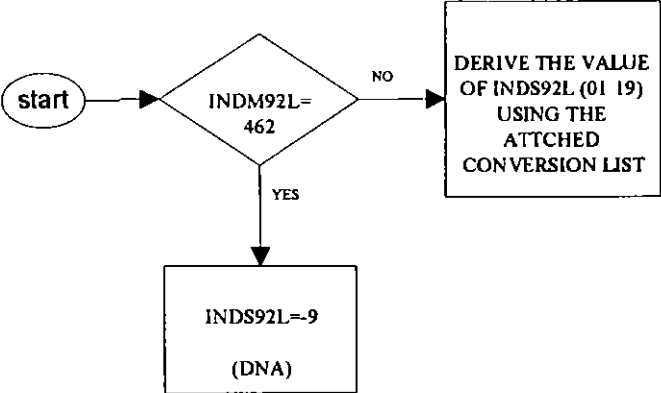 start
INDM92L=
462
NO
DERIVE THE VALUE
OF INDS92L (01 19)
USING THE
ATTCHED
CONVERSION LIST
YES
INDS92L=-9
(DNA)